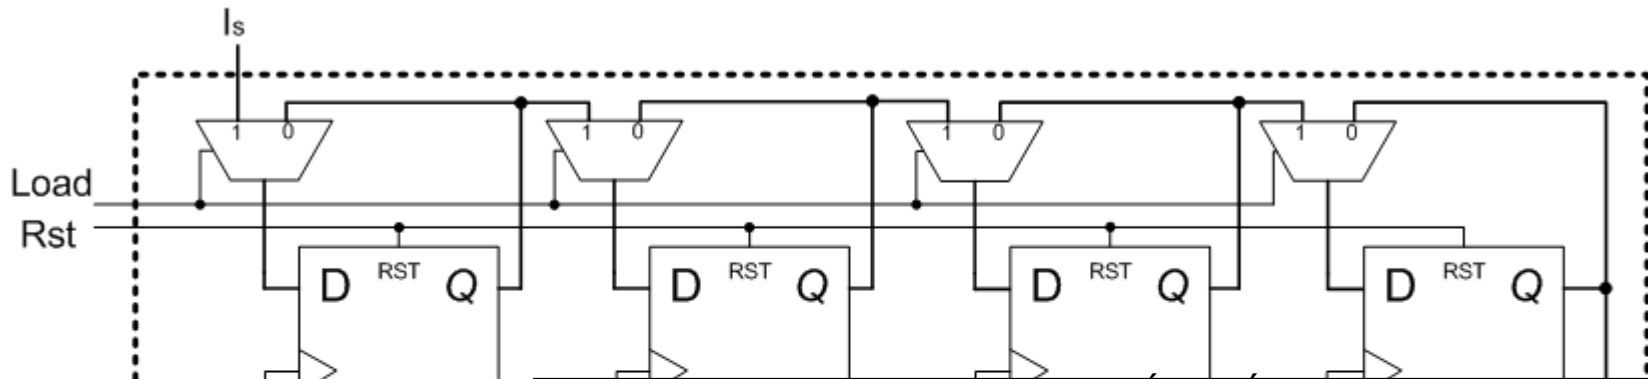 Is
1 0 1 0 1 0 1 0
Load
Rst
RST RST RST RST
D Q D Q D Q D Q